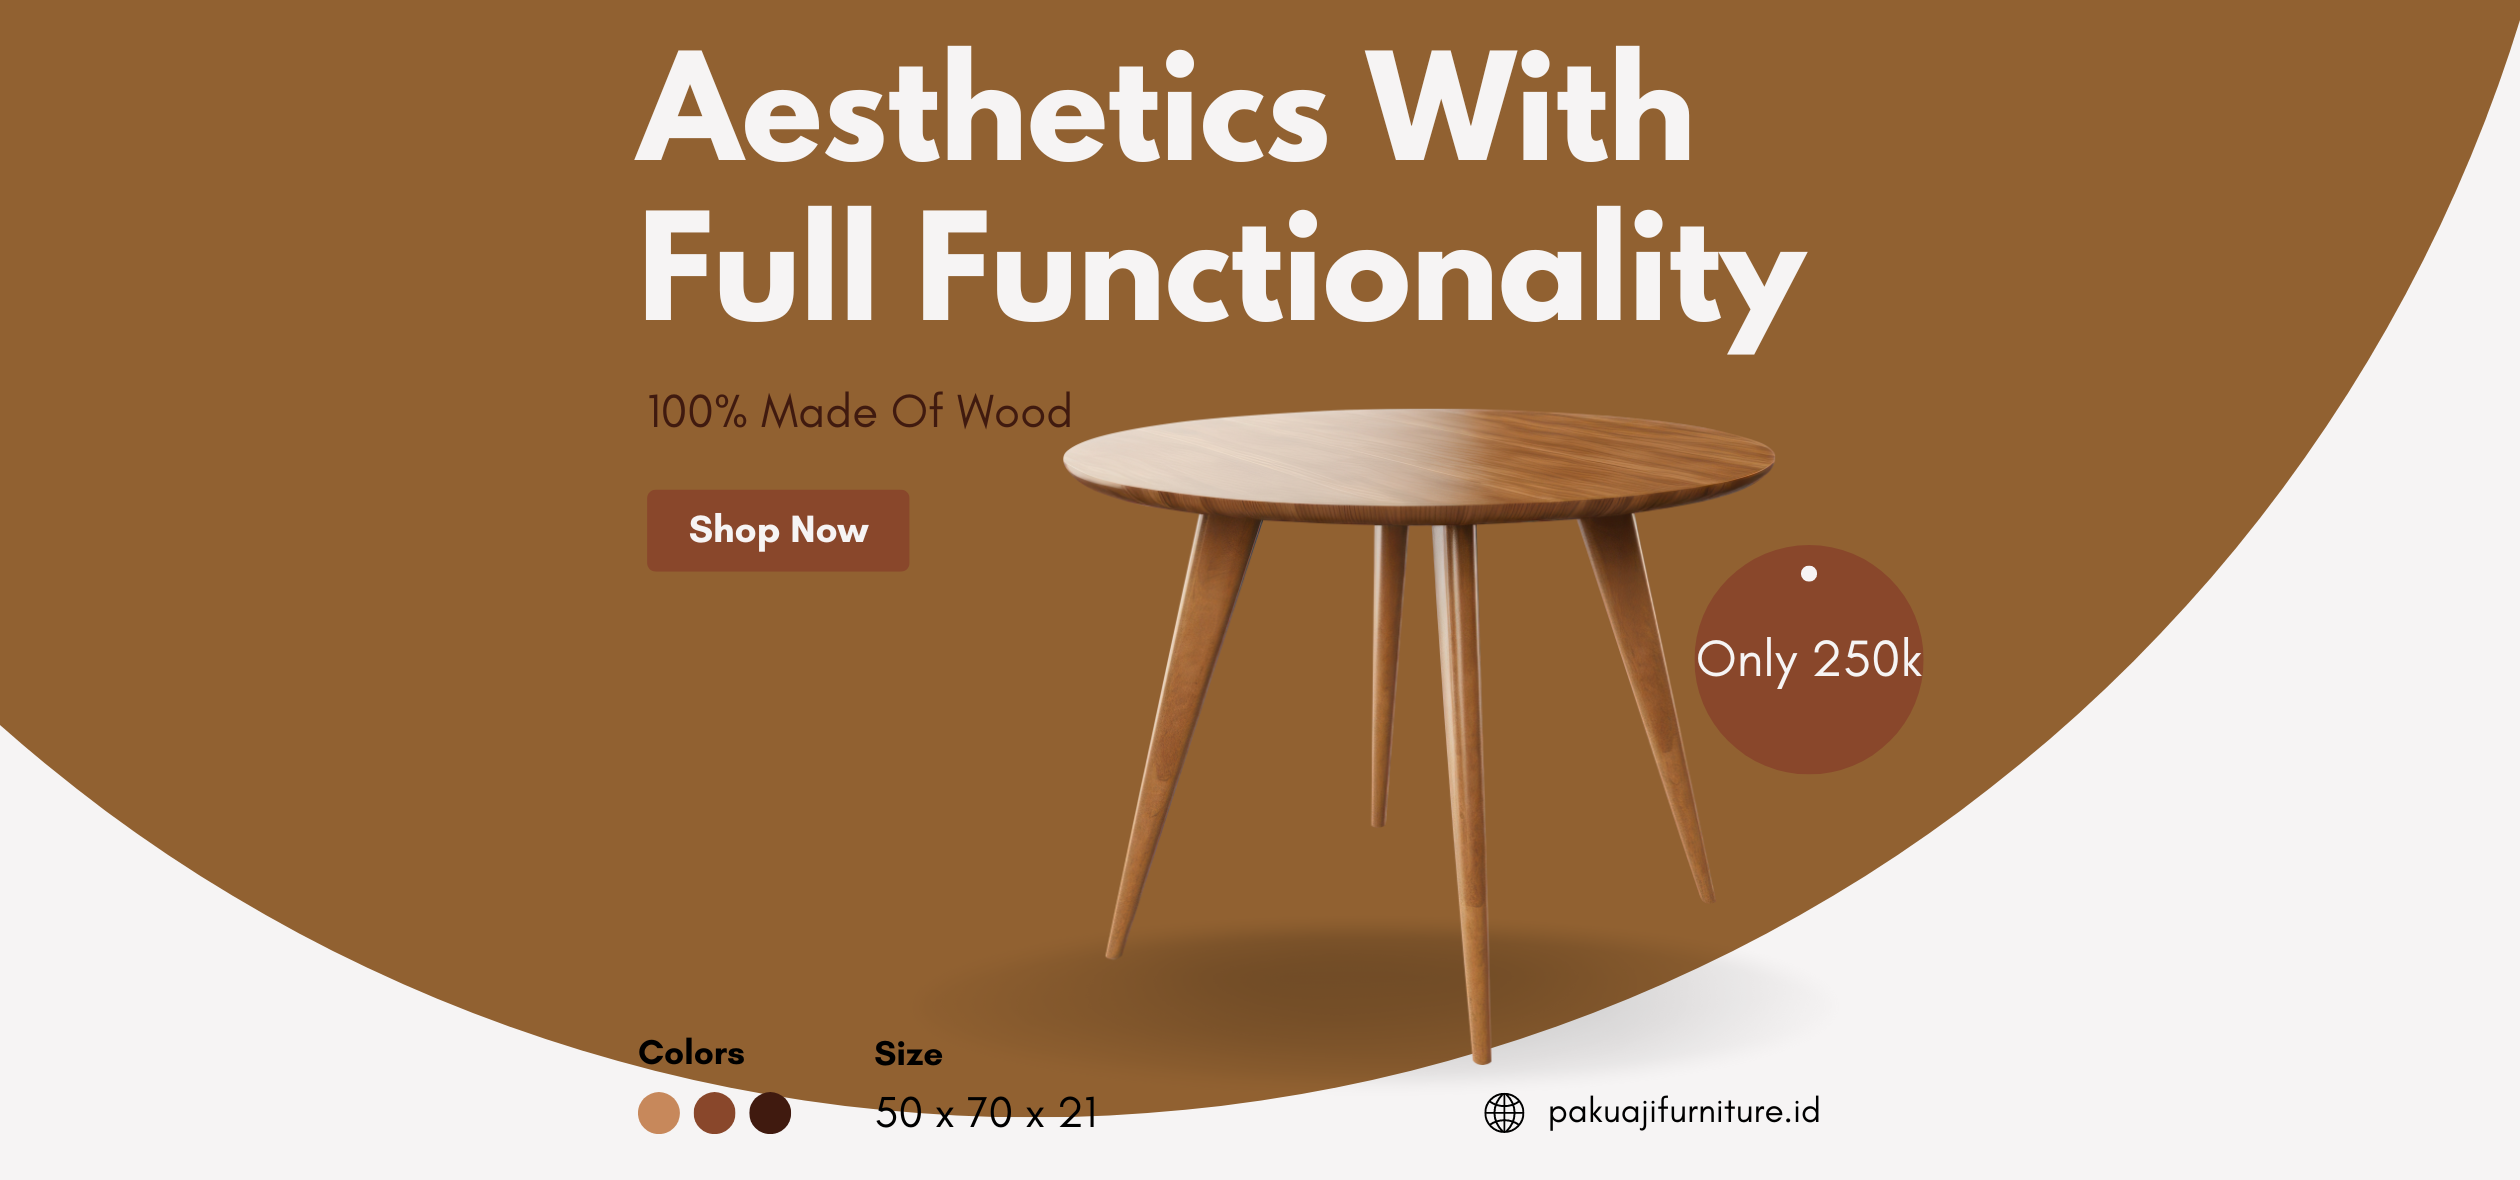 Aesthetics With
Full Functionality
100% Made Of Wood
Shop Now
Only 250k
Colors
Size
50 x 70 x 21
pakuajifurniture.id